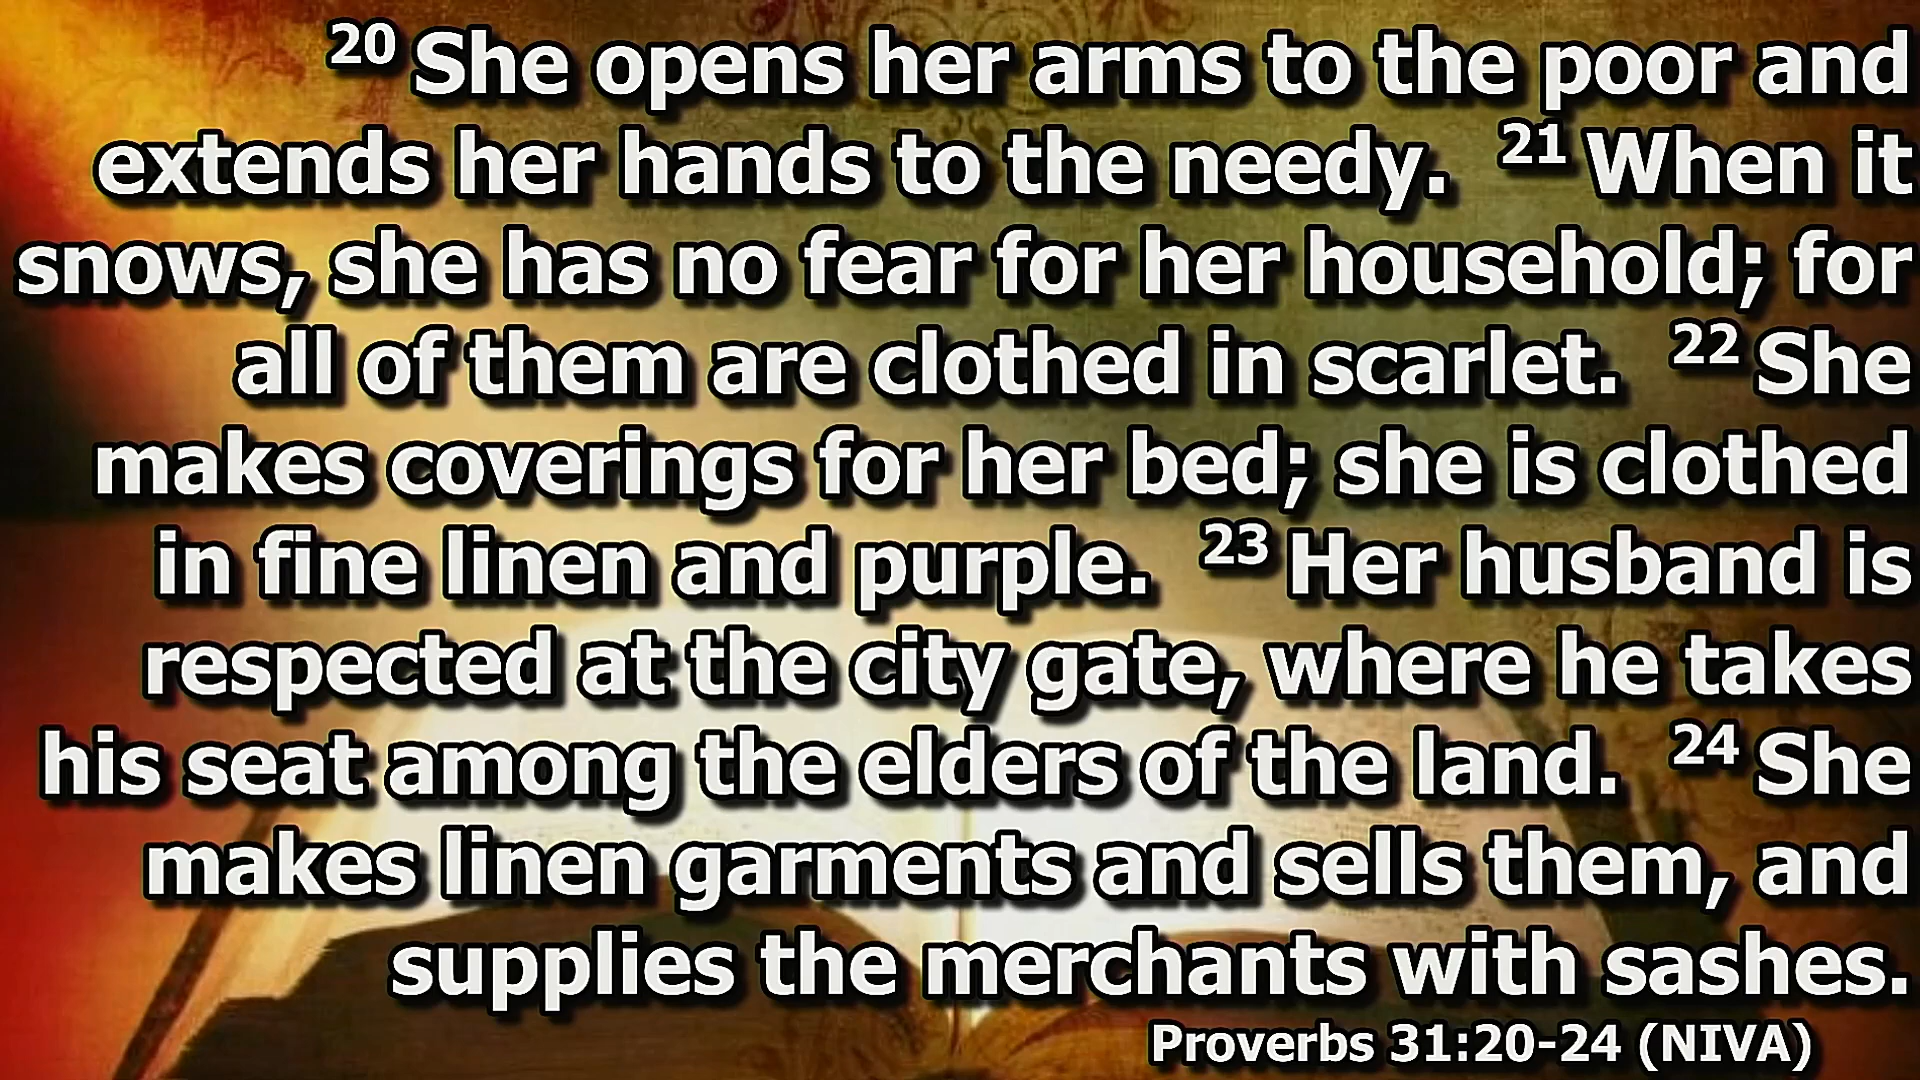 20 She opens her arms to the poor and
extends her hands to the needy. 21 When it
snows, she has no fear for her household; for
all of them are clothed in scarlet. 22 She
makes coverings for her bed; she is clothed
in fine linen and purple. 23 Her husband is
respected at the city gate, where he takes
his seat among the elders of the land. 24 She
makes linen garments and sells them, and
supplies the merchants with sashes.
Proverbs 31:20-24 (NIVA)